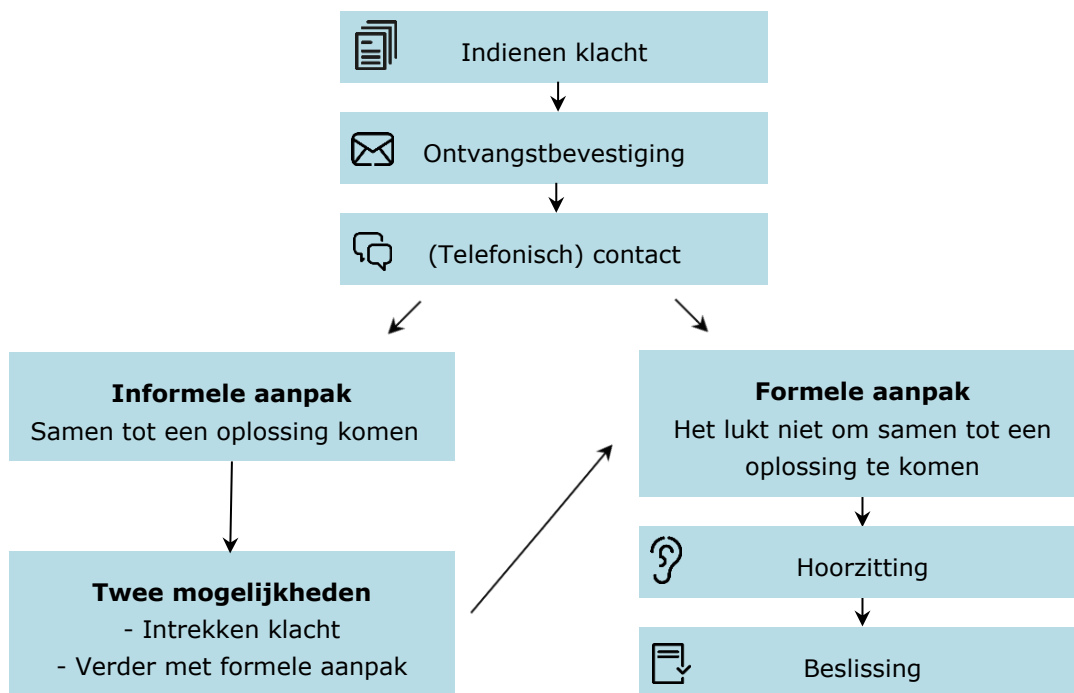 Indienen klacht
Ontvangstbevestiging
(Telefonisch) contact
Informele aanpak
Samen tot een oplossing komen
Twee mogelijkheden
- Intrekken klacht
- Verder met formele aanpak
Formele aanpak
Het lukt niet om samen tot een
oplossing te komen
Hoorzitting
Beslissing